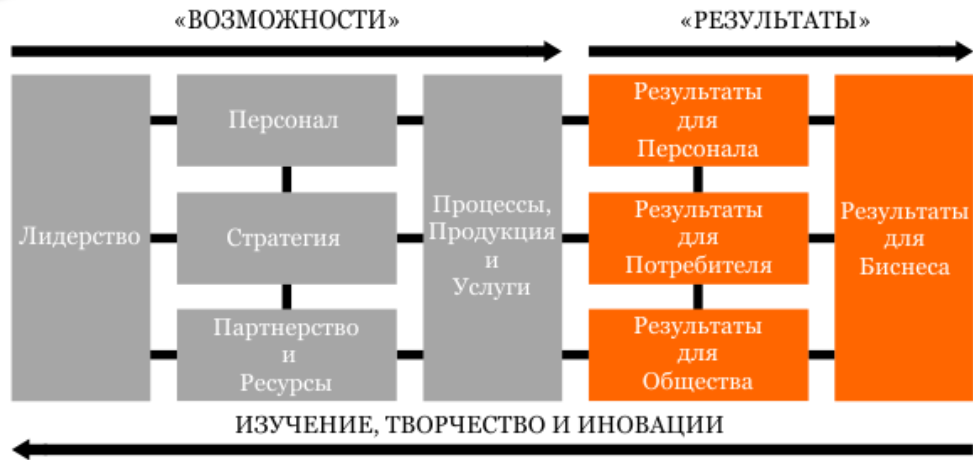 «ВОЗМОЖНОСТИ»
«РЕЗУЛЬТАТЫ»
Лидерство
Персонал
Стратегия
Партнерство
и
Ресурсы
Процессы,
Продукция
и
Услуги
Результаты
для
Персонала
Результаты
для
Потребителя
Результаты
для
Общества
Результаты
для
Бизнеса
ИЗУЧЕНИЕ, ТВОРЧЕСТВО И ИНОВАЦИИ